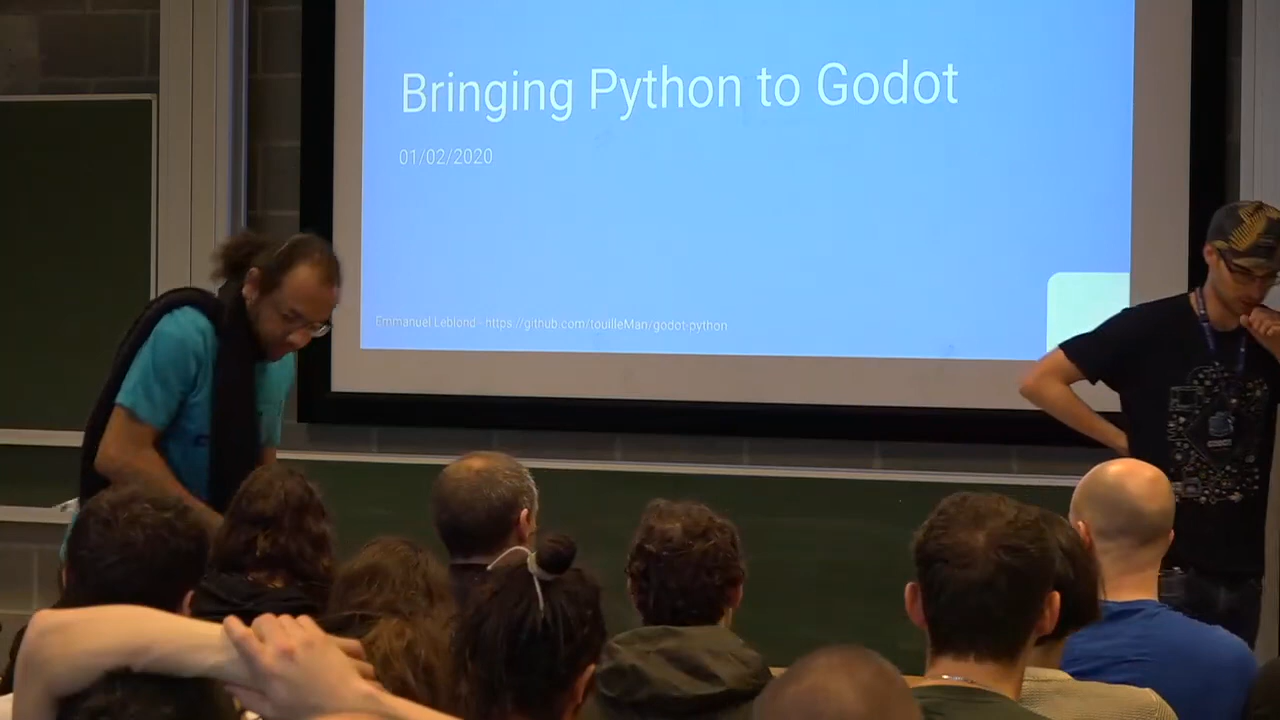 Bringing Python to Godot
01/02/2020
Emmanuel Leblond - https://github.com/touilleMan/godot-python